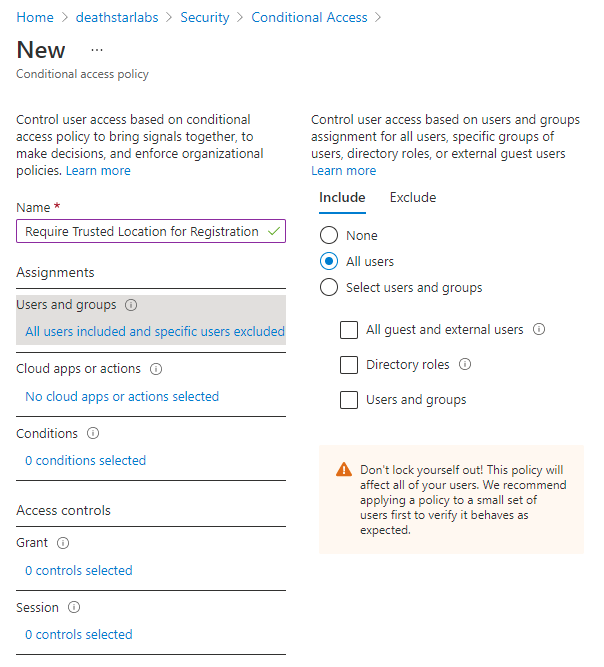 Home > deathstarlabs > Security > Conditional Access >
New ...
Conditional access policy
Control user access based on conditional
access policy to bring signals together, to
make decisions, and enforce organizational
policies. Learn more
Name *
Require Trusted Location for Registration
Assignments
Users and groups
All users included and specific users excluded
Cloud apps or actions
No cloud apps or actions selected
Conditions
0 conditions selected
Access controls
Grant
0 controls selected
Session
0 controls selected
Control user access based on users and groups
assignment for all users, specific groups of
users, directory roles, or external guest users
Learn more
Include Exclude
None
All users
Select users and groups
All guest and external users
Directory roles
Users and groups
Don't lock yourself out! This policy will
affect all of your users. We recommend
applying a policy to a small set of
users first to verify it behaves as
expected.